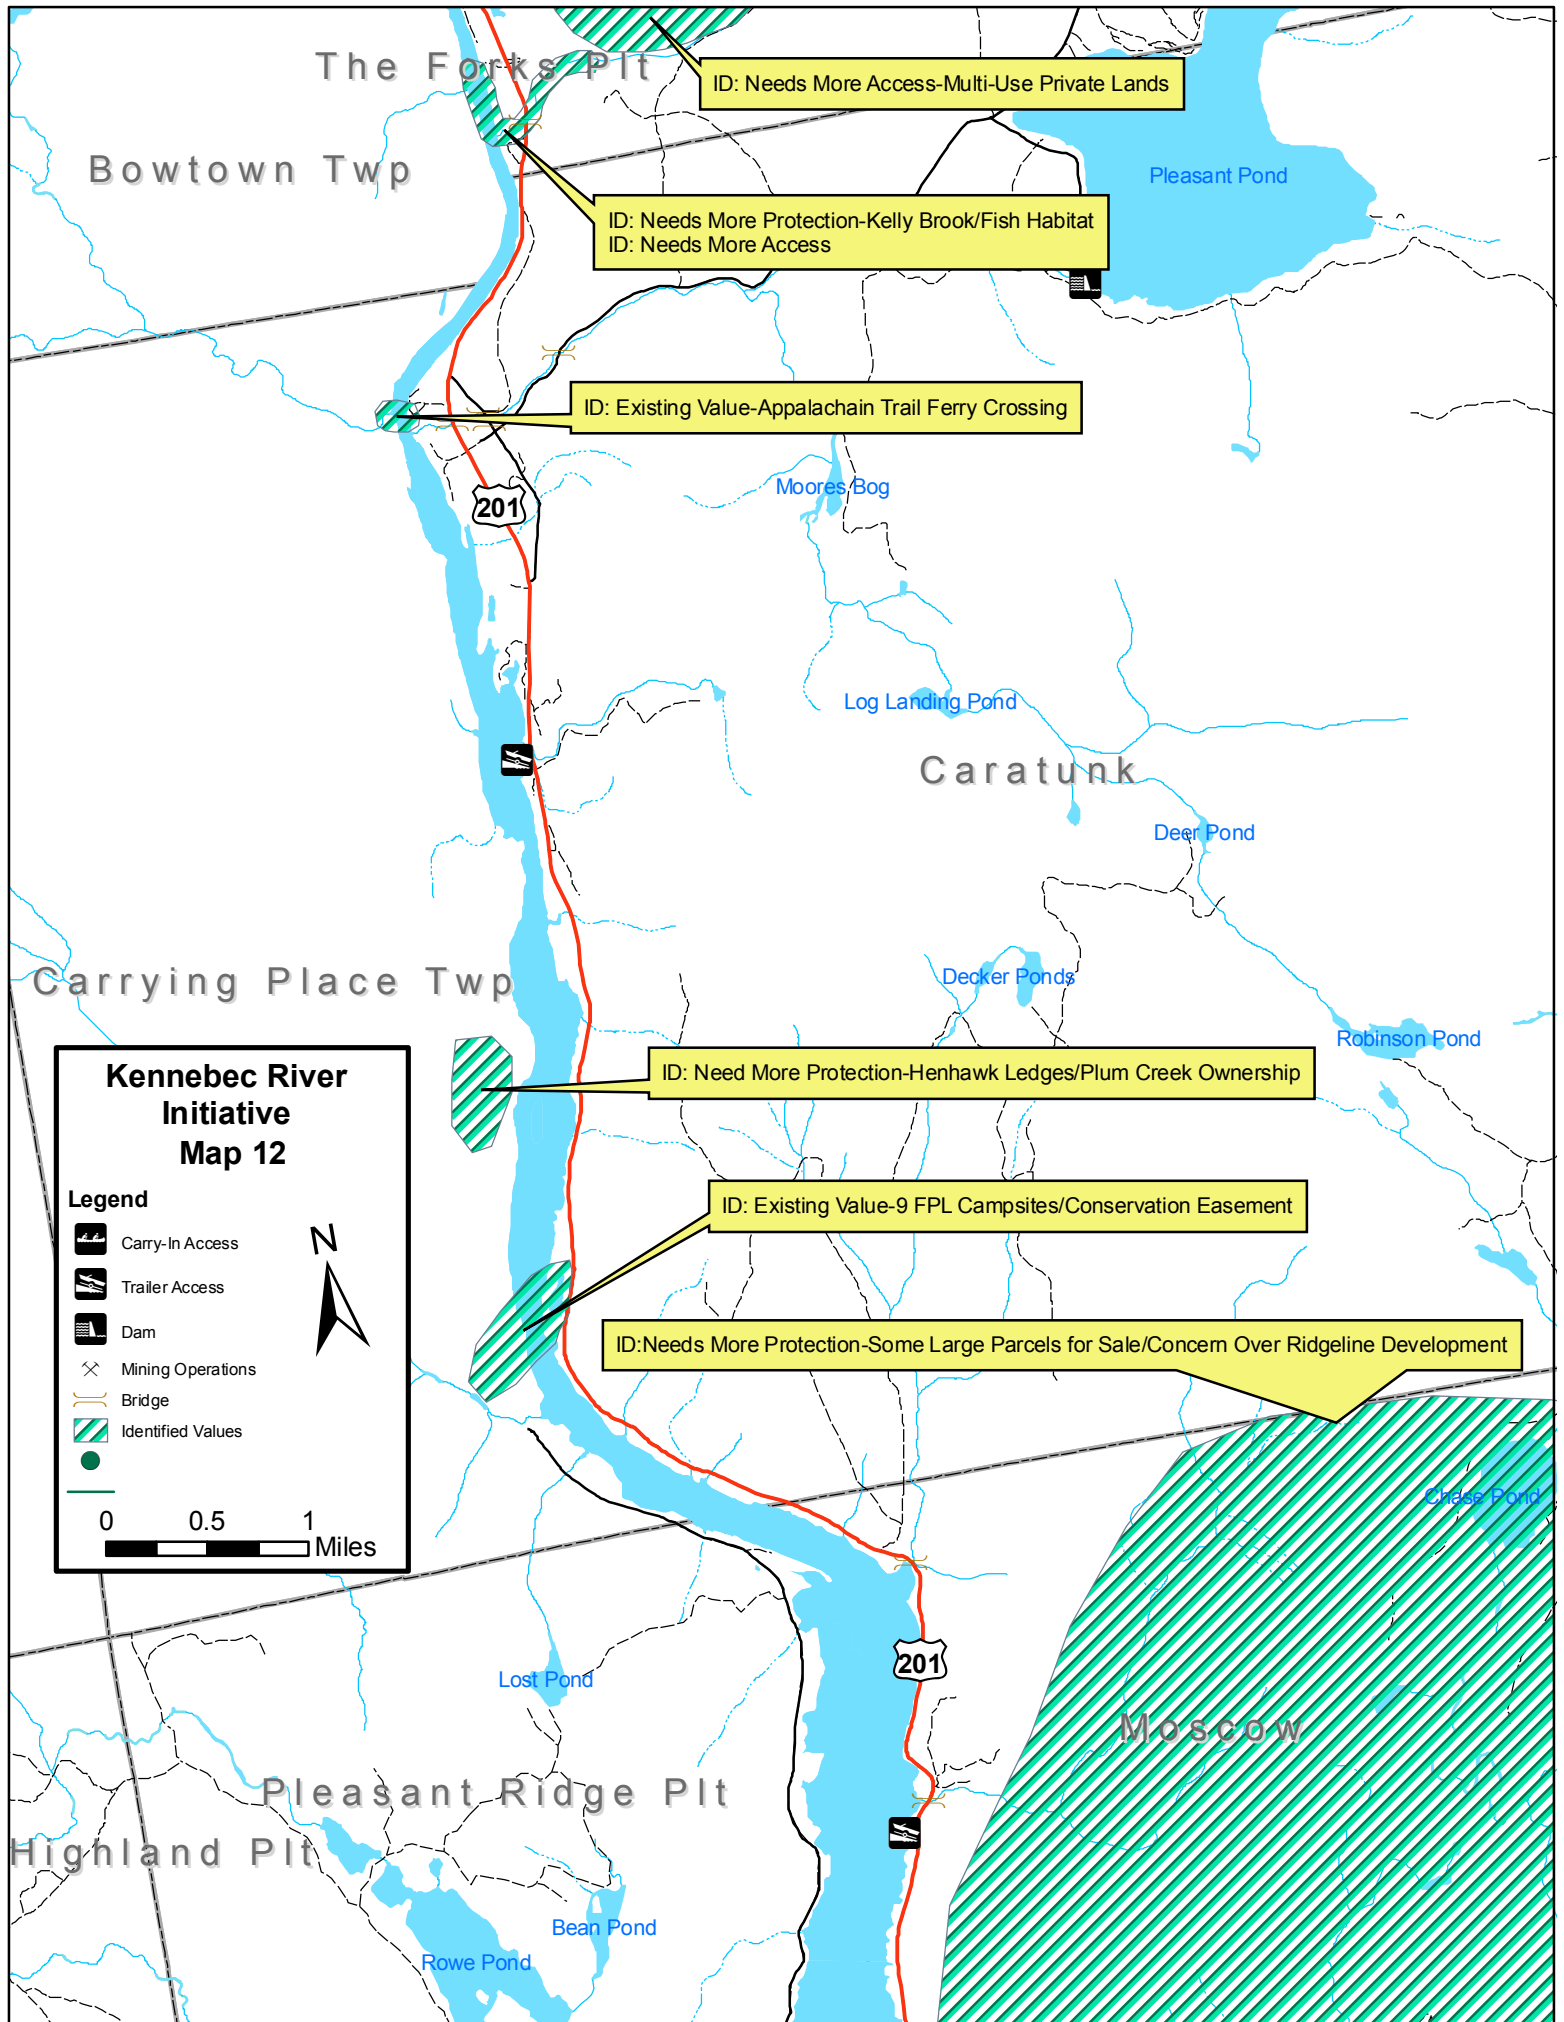 The Forks Plt
ID: Needs More Access-Multi-Use Private Lands
Bowtown Twp
Pleasant Pond
ID: Needs More Protection-Kelly Brook/Fish Habitat
ID: Needs More Access
ID: Existing Value-Appalachain Trail Ferry Crossing
Moores Bog
201
Log Landing Pond
Caratunk
Deer Pond
Carrying Place Twp
Decker Ponds
Robinson Pond
ID: Need More Protection-Henhawk Ledges/Plum Creek Ownership
Kennebec River
Initiative
Map 12
Legend
Carry-In Access
N
Trailer Access
Dam
Mining Operations
Bridge
Identified Values
0 0.5 1
Miles
ID: Existing Value-9 FPL Campsites/Conservation Easement
ID:Needs More Protection-Some Large Parcels for Sale/Concern Over Ridgeline Development
Chase Pond
201
Lost Pond
Moscow
Pleasant Ridge Plt
Highland Plt
Bean Pond
Rowe Pond